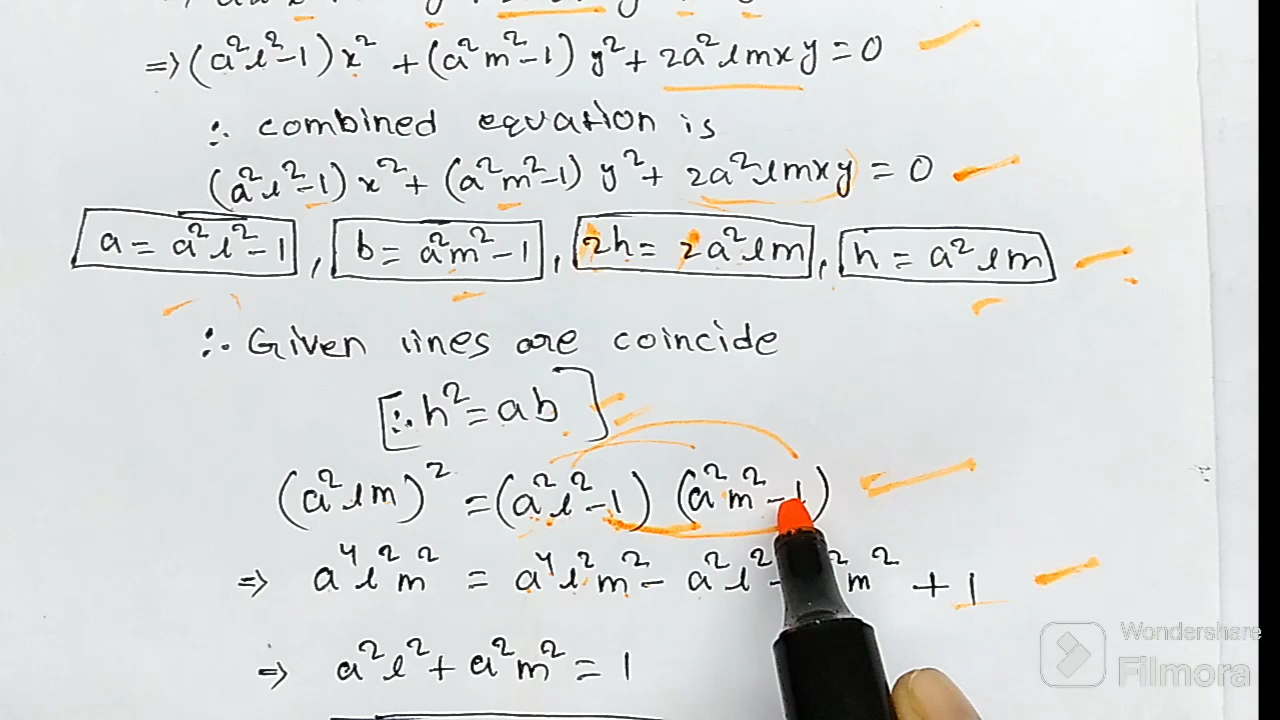 ⇒ (a²l²-1)x² + (a²m²-1) y² + 2a²lmxy = 0
∴ combined equation is
(a²l²-1)x² + (a²m²-1) y² + 2a²lmxy = 0
a = a²l²-1 , b = a²m²-1 , 2h = 2a²lm , h = a²lm
∴ Given lines are coincide
[∴ h² = ab]
(a²lm)² = (a²l²-1) (a²m²-1)
⇒ a⁴l²m² = a⁴l²m² - a²l² - ²m² + 1
⇒ a²l² + a²m² = 1
Wondershare
Filmora